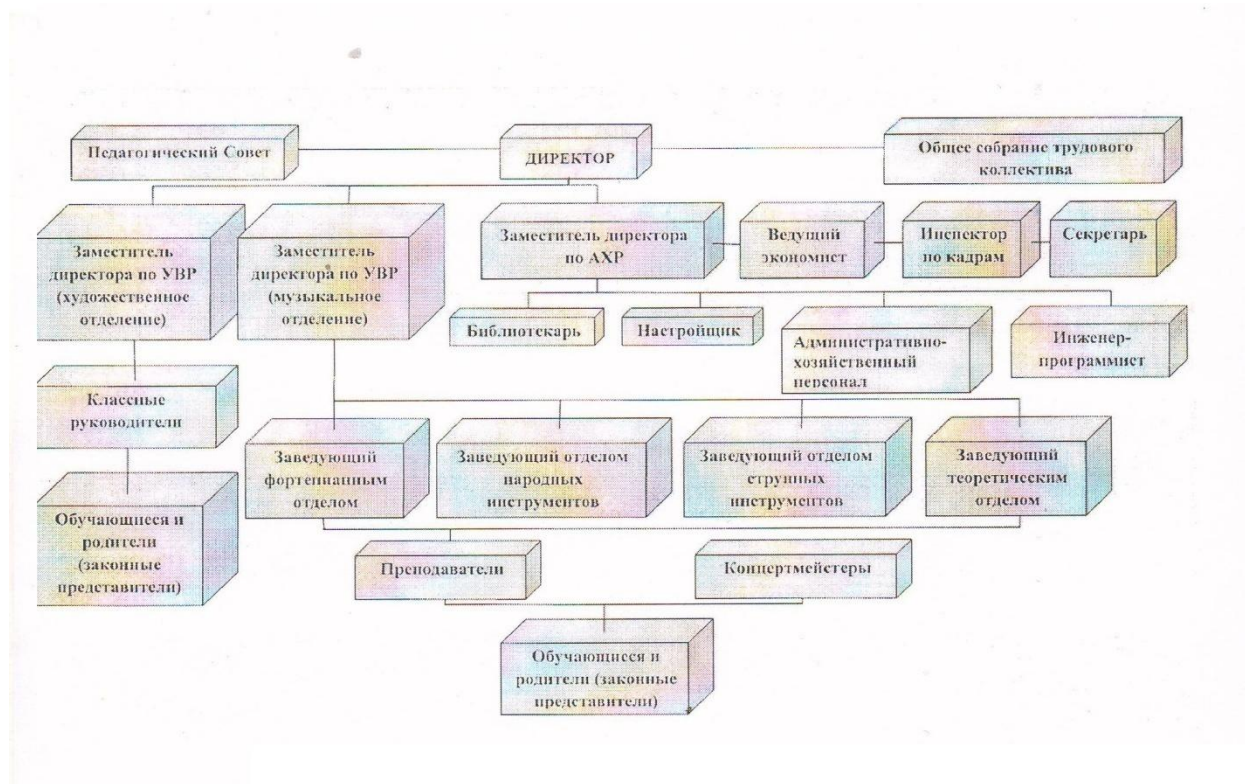 Педагогический Совет
ДИРЕКТОР
Общее собрание трудового
коллектива
Заместитель
директора по УВР
(художественное
отделение)
Заместитель
директора по УВР
(музыкальное
отделение)
Заместитель директора
по АХР
Ведущий
экономист
Инспектор
по кадрам
Секретарь
Библиотекарь
Настройщик
Административно-
хозяйственный
персонал
Инженер-
программист
Классные
руководители
Заведующий
фортепианным
отделом
Заведующий отделом
народных
инструментов
Заведующий отделом
струнных
инструментов
Заведующий
теоретическим
отделом
Обучающиеся и
родители
(законные
представители)
Преподаватели
Концертмейстеры
Обучающиеся и
родители (законные
представители)